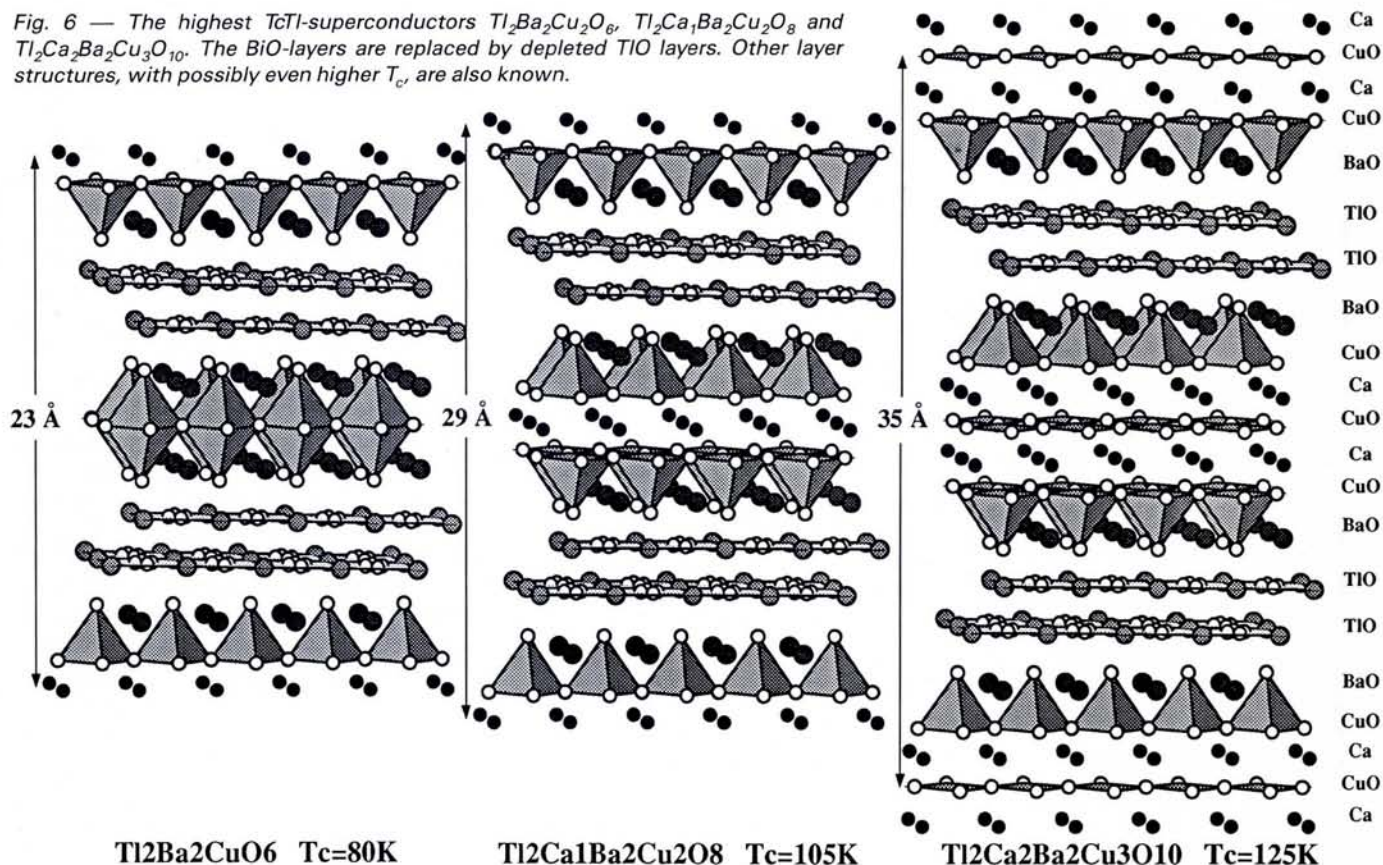 Fig. 6 — The highest TcTl-superconductors Tl₂Ba₂Cu₂O₆, Tl₂Ca₁Ba₂Cu₂O₈ and
Tl₂Ca₂Ba₂Cu₃O₁₀. The BiO-layers are replaced by depleted TlO layers. Other layer
structures, with possibly even higher T_c, are also known.
23 Å
29 Å
35 Å
Ca
CuO
Ca
CuO
BaO
TlO
TlO
BaO
CuO
Ca
CuO
Ca
CuO
BaO
TlO
TlO
BaO
CuO
Ca
CuO
Ca
Tl2Ba2CuO6 Tc=80K
Tl2Ca1Ba2Cu2O8 Tc=105K
Tl2Ca2Ba2Cu3O10 Tc=125K